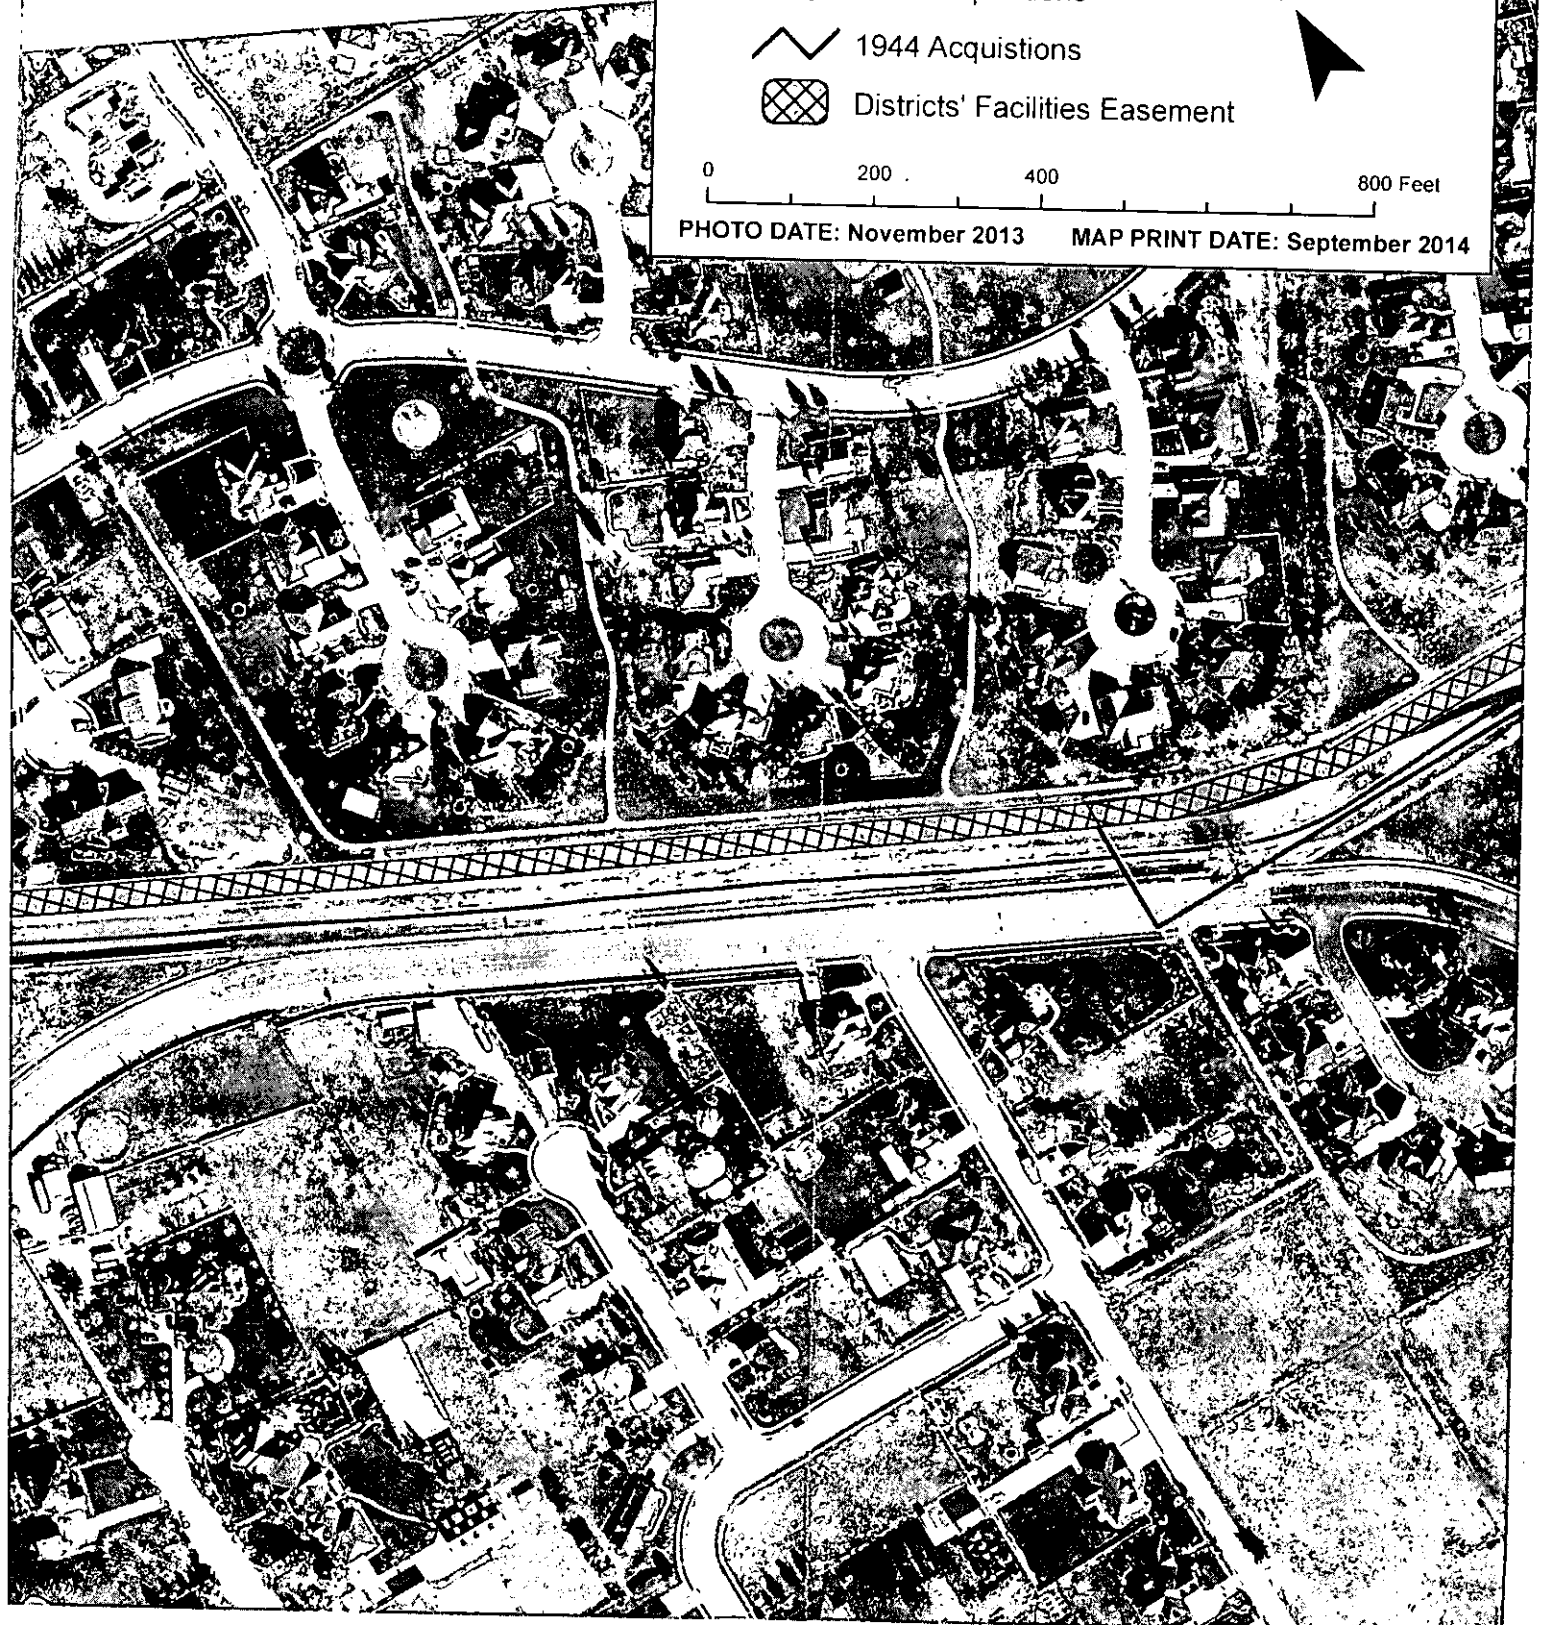 1944 Acquistions
Districts' Facilities Easement
0 200 400 800 Feet
PHOTO DATE: November 2013 MAP PRINT DATE: September 2014